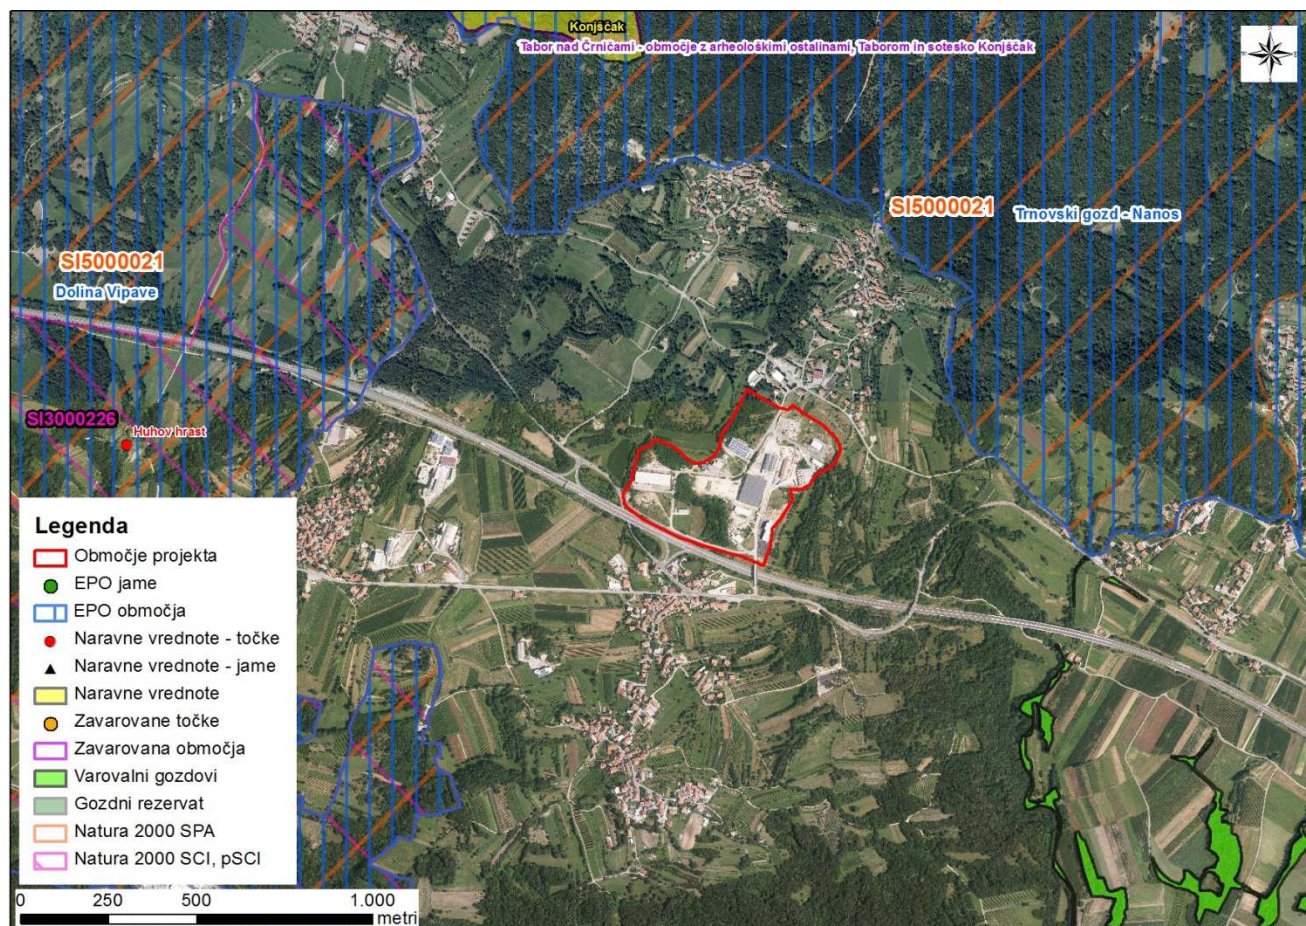 Konjščak
Tabor nad Črničami - območje z arheološkimi ostalinami, Taborom in sotesko Konjščak
SI5000021
Trnovski gozd - Nanos
SI5000021
Dolina Vipave
SI3000226
Huhov hrast
Legenda
Območje projekta
EPO jame
EPO območja
Naravne vrednote - točke
Naravne vrednote - jame
Naravne vrednote
Zavarovane točke
Zavarovana območja
Varovalni gozdovi
Gozdni rezervat
Natura 2000 SPA
Natura 2000 SCI, pSCI
0 250 500 1.000
metri